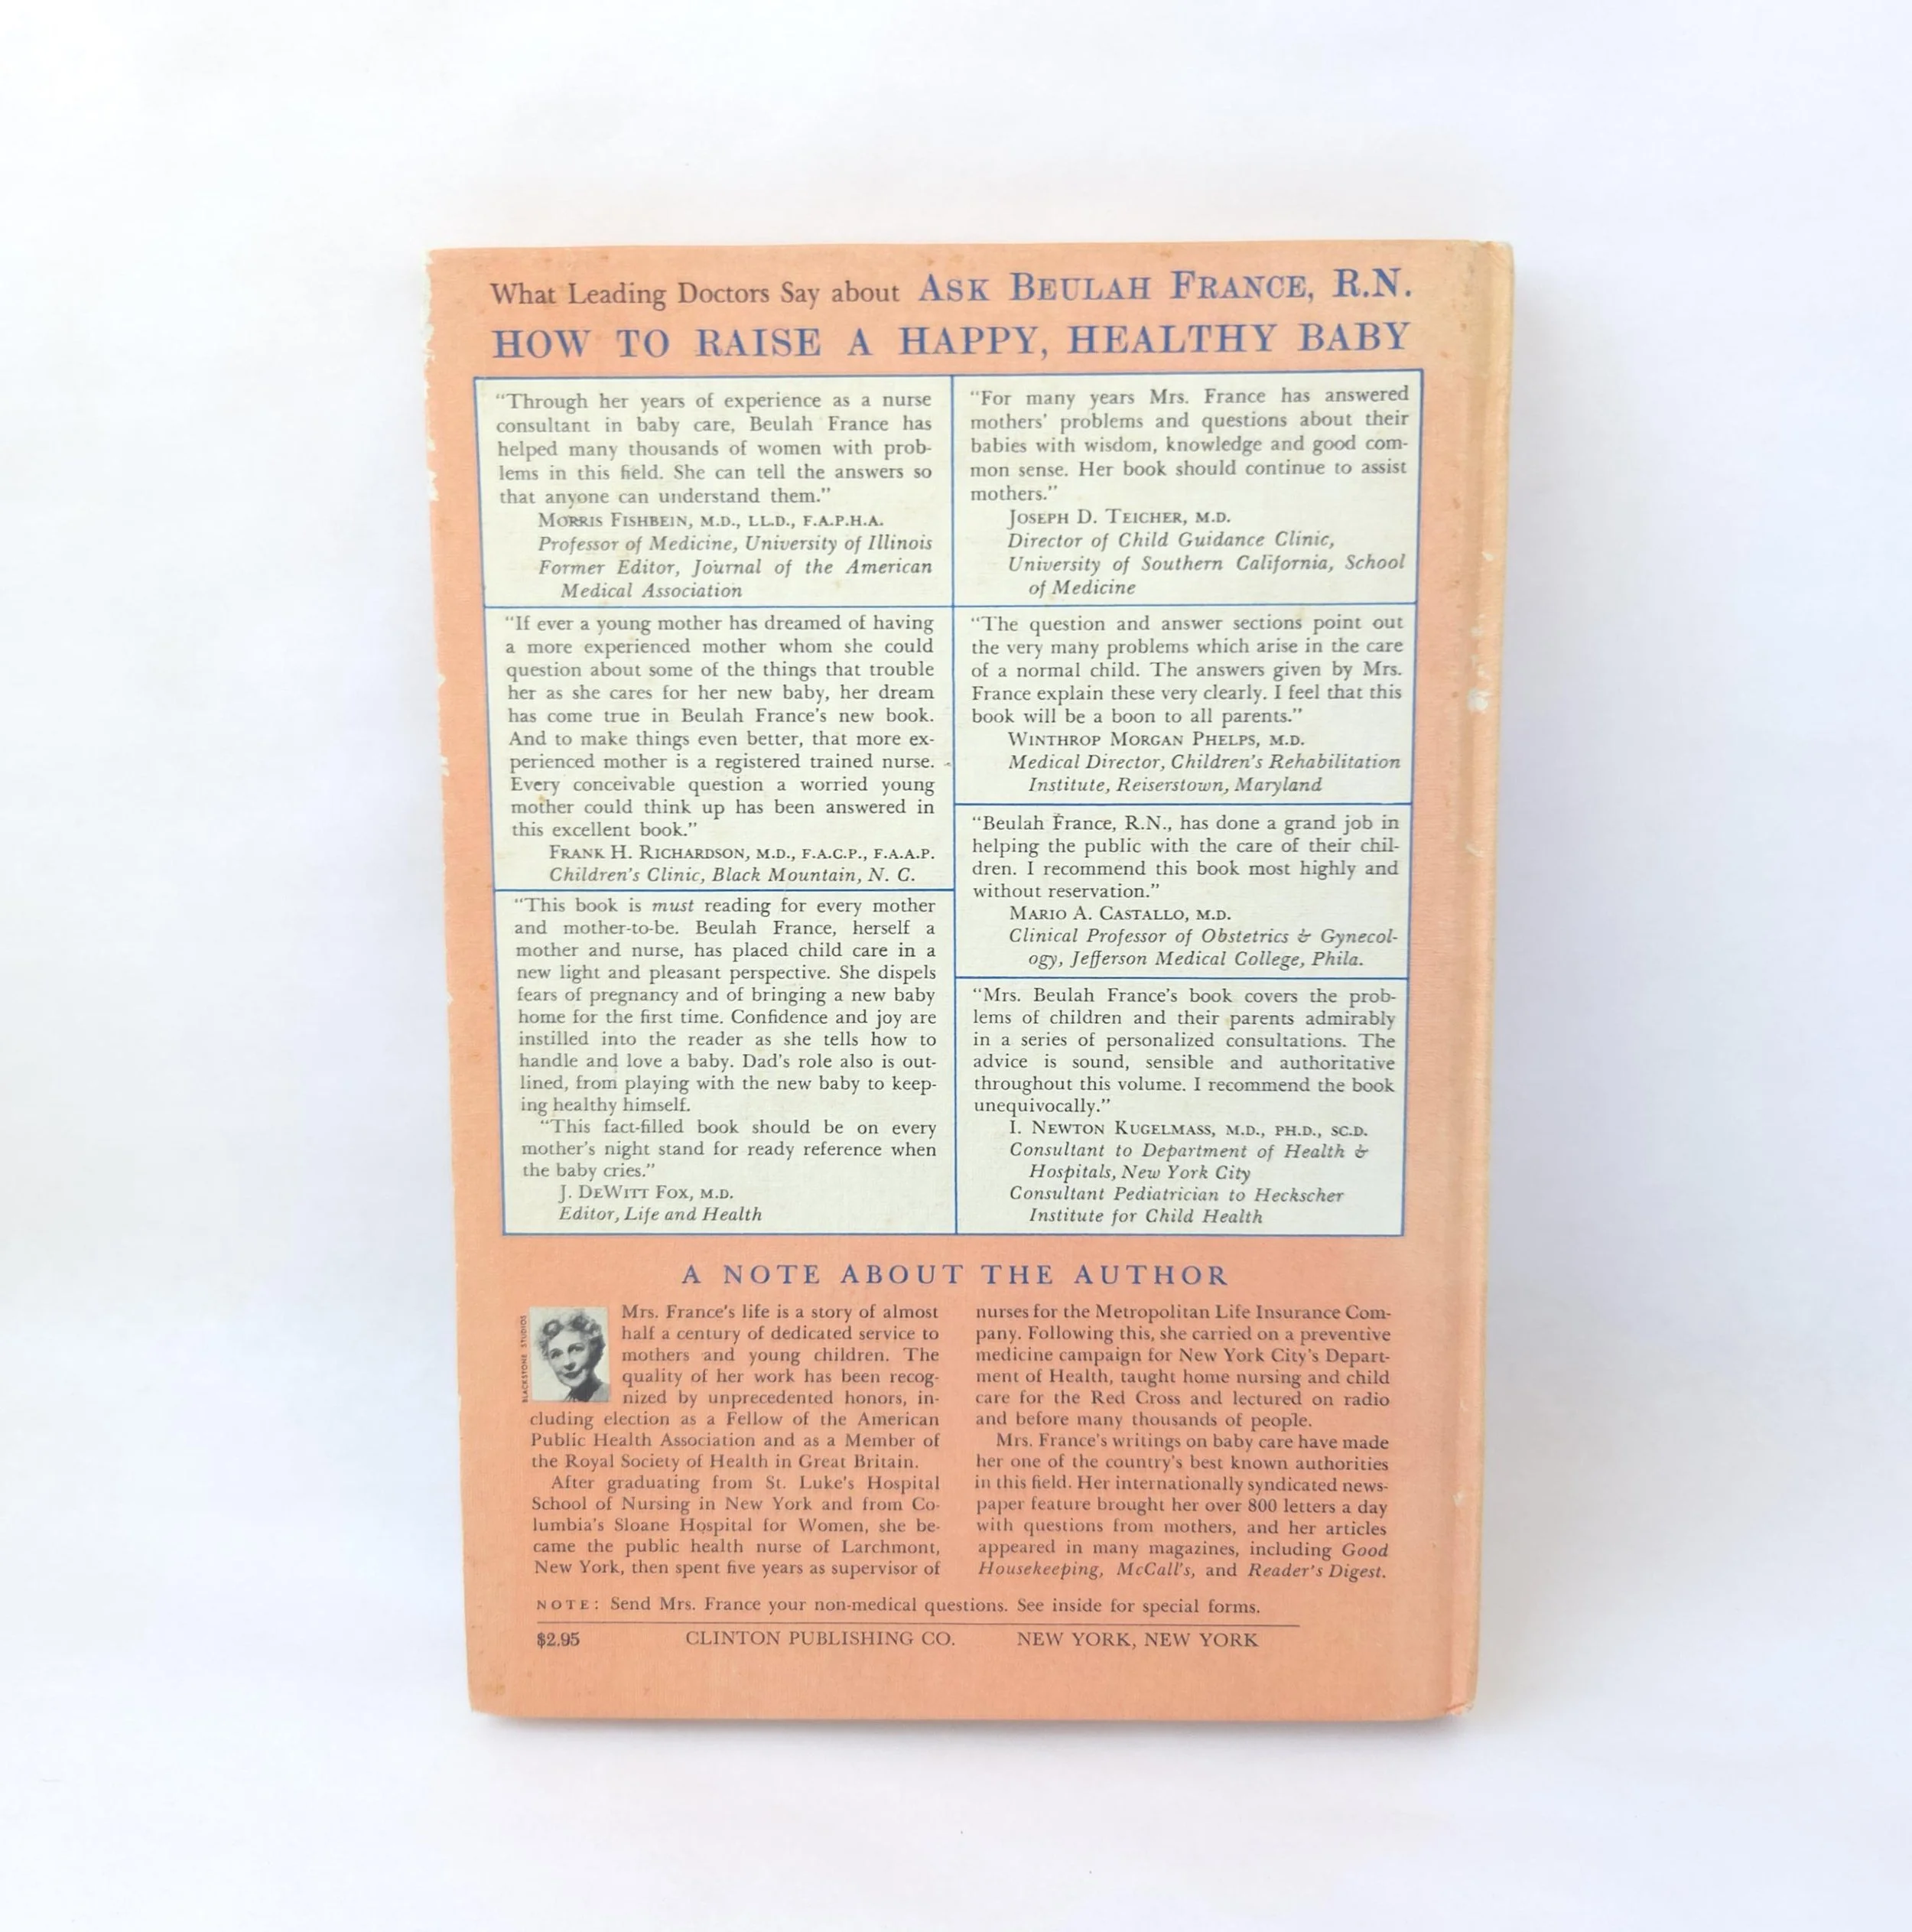 What Leading Doctors Say about ASK BEULAH FRANCE, R.N.
HOW TO RAISE A HAPPY, HEALTHY BABY
“Through her years of experience as a nurse
consultant in baby care, Beulah France has
helped many thousands of women with prob-
lems in this field. She can tell the answers so
that anyone can understand them.”
MORRIS FISHBEIN, M.D., LL.D., F.A.P.H.A.
Professor of Medicine, University of Illinois
Former Editor, Journal of the American
Medical Association
“If ever a young mother has dreamed of having
a more experienced mother whom she could
question about some of the things that trouble
her as she cares for her new baby, her dream
has come true in Beulah France’s new book.
And to make things even better, that more ex-
perienced mother is a registered trained nurse.
Every conceivable question a worried young
mother could think up has been answered in
this excellent book.”
FRANK H. RICHARDSON, M.D., F.A.C.P., F.A.A.P.
Children’s Clinic, Black Mountain, N. C.
“This book is must reading for every mother
and mother-to-be. Beulah France, herself a
mother and nurse, has placed child care in a
new light and pleasant perspective. She dispels
fears of pregnancy and of bringing a new baby
home for the first time. Confidence and joy are
instilled into the reader as she tells how to
handle and love a baby. Dad’s role also is out-
lined, from playing with the new baby to keep-
ing healthy himself.
“This fact-filled book should be on every
mother’s night stand for ready reference when
the baby cries.”
J. DEWITT FOX, M.D.
Editor, Life and Health
“For many years Mrs. France has answered
mothers’ problems and questions about their
babies with wisdom, knowledge and good com-
mon sense. Her book should continue to assist
mothers.”
JOSEPH D. TEICHER, M.D.
Director of Child Guidance Clinic,
University of Southern California, School
of Medicine
“The question and answer sections point out
the very many problems which arise in the care
of a normal child. The answers given by Mrs.
France explain these very clearly. I feel that this
book will be a boon to all parents.”
WINTHROP MORGAN PHELPS, M.D.
Medical Director, Children’s Rehabilitation
Institute, Reiserstown, Maryland
“Beulah France, R.N., has done a grand job in
helping the public with the care of their chil-
dren. I recommend this book most highly and
without reservation.”
MARIO A. CASTALLO, M.D.
Clinical Professor of Obstetrics & Gynecol-
ogy, Jefferson Medical College, Phila.
“Mrs. Beulah France’s book covers the prob-
lems of children and their parents admirably
in a series of personalized consultations. The
advice is sound, sensible and authoritative
throughout this volume. I recommend the book
unequivocally.”
I. NEWTON KUGELMASS, M.D., PH.D., SC.D.
Consultant to Department of Health &
Hospitals, New York City
Consultant Pediatrician to Heckscher
Institute for Child Health
A NOTE ABOUT THE AUTHOR
BLACKSTONE STUDIOS
Mrs. France’s life is a story of almost
half a century of dedicated service to
mothers and young children. The
quality of her work has been recog-
nized by unprecedented honors, in-
cluding election as a Fellow of the American
Public Health Association and as a Member of
the Royal Society of Health in Great Britain.
After graduating from St. Luke’s Hospital
School of Nursing in New York and from Co-
lumbia’s Sloane Hospital for Women, she be-
came the public health nurse of Larchmont,
New York, then spent five years as supervisor of
nurses for the Metropolitan Life Insurance Com-
pany. Following this, she carried on a preventive
medicine campaign for New York City’s Depart-
ment of Health, taught home nursing and child
care for the Red Cross and lectured on radio
and before many thousands of people.
Mrs. France’s writings on baby care have made
her one of the country’s best known authorities
in this field. Her internationally syndicated news-
paper feature brought her over 800 letters a day
with questions from mothers, and her articles
appeared in many magazines, including Good
Housekeeping, McCall’s, and Reader’s Digest.
NOTE: Send Mrs. France your non-medical questions. See inside for special forms.
$2.95 CLINTON PUBLISHING CO. NEW YORK, NEW YORK